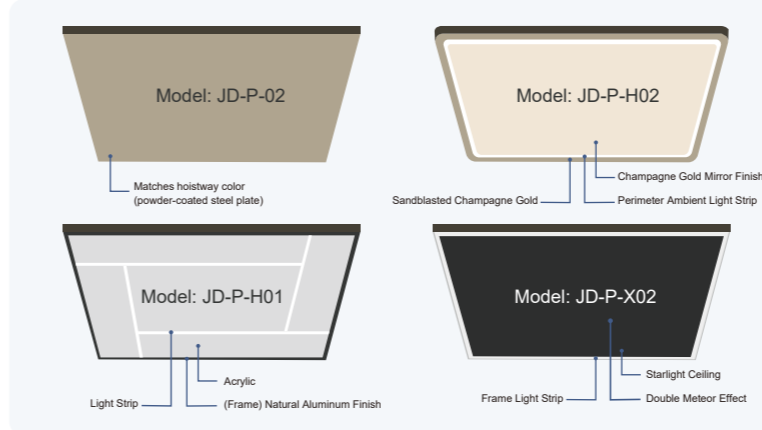 Model: JD-P-02
Matches hoistway color
(powder-coated steel plate)
Model: JD-P-H02
Champagne Gold Mirror Finish
Sandblasted Champagne Gold
Perimeter Ambient Light Strip
Model: JD-P-H01
Acrylic
Light Strip
(Frame) Natural Aluminum Finish
Model: JD-P-X02
Starlight Ceiling
Frame Light Strip
Double Meteor Effect